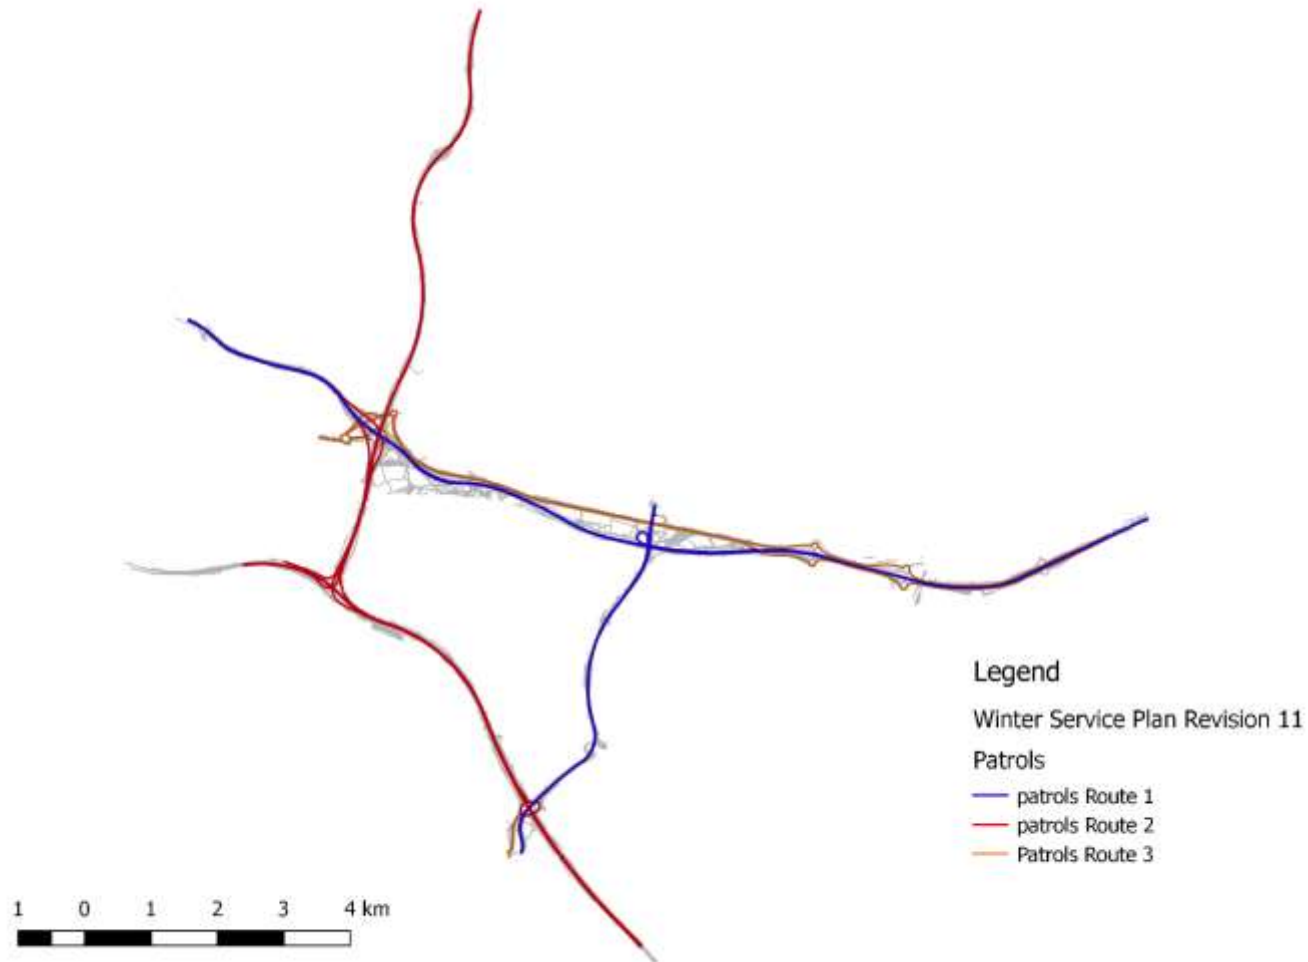 Legend
Winter Service Plan Revision 11
Patrols
patrols Route 1
patrols Route 2
Patrols Route 3
1 0 1 2 3 4 km